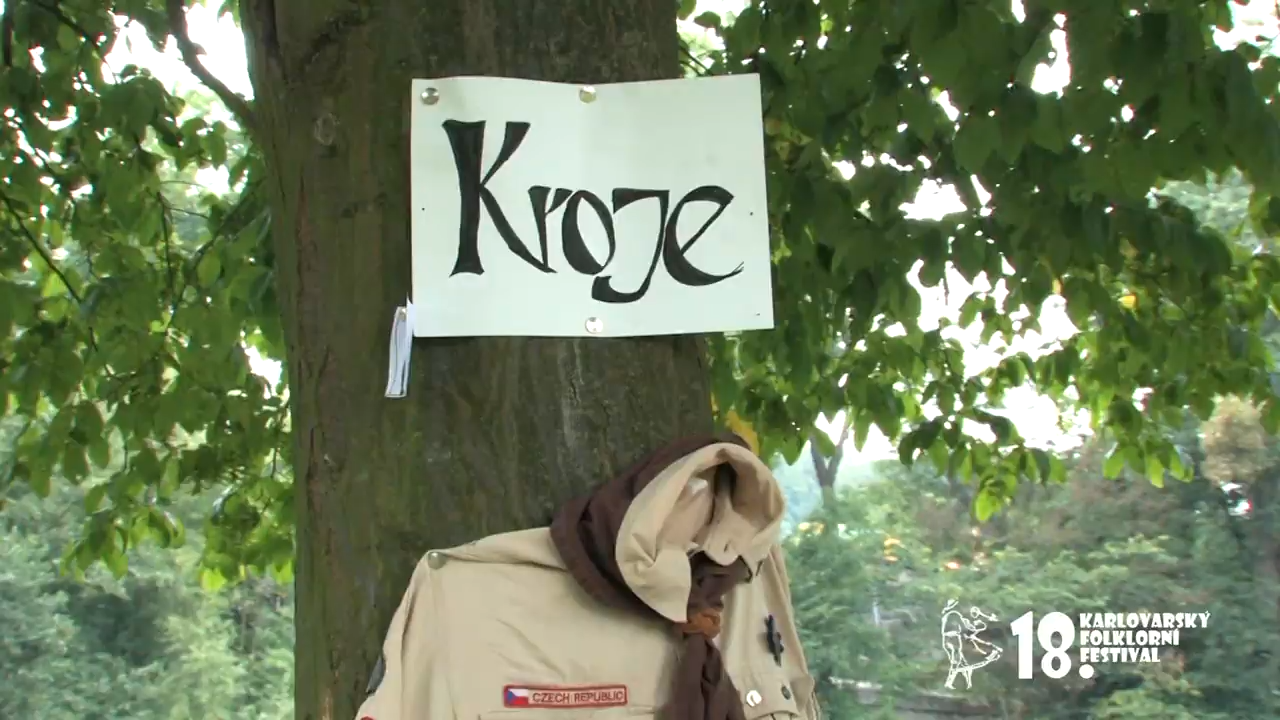 Kroje
CZECH REPUBLIC
18. KARLOVARSKÝ
FOLKLORNÍ
FESTIVAL